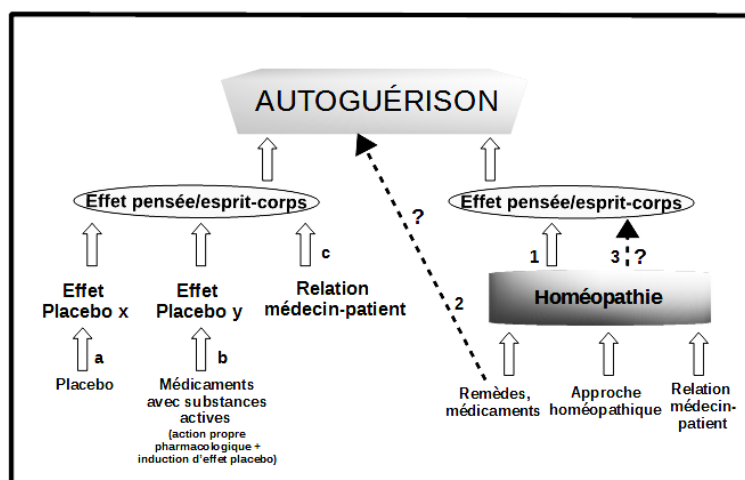 AUTOGUÉRISON
Effet pensée/esprit-corps
Effet pensée/esprit-corps
?
c
1
3
?
Effet
Placebo x
Effet
Placebo y
Relation
médecin-patient
2
Homéopathie
a
b
Placebo
Médicaments
avec substances
actives
(action propre
pharmacologique +
induction d'effet placebo)
Remèdes,
médicaments
Approche
homéopathique
Relation
médecin-
patient